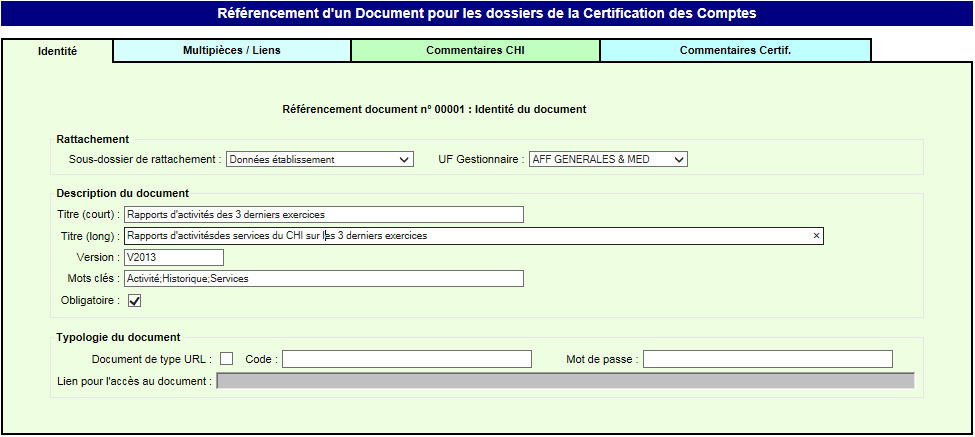 Référencement d'un Document pour les dossiers de la Certification des Comptes
Identité Multipièces / Liens Commentaires CHI Commentaires Certif.
Référencement document nº 00001 : Identité du document
Rattachement
Sous-dossier de rattachement : Données établissement UF Gestionnaire : AFF GENERALES & MED
Description du document
Titre (court) : Rapports d'activités des 3 derniers exercices
Titre (long) : Rapports d'activitésdes services du CHI sur les 3 derniers exercices ×
Version : V2013
Mots clés : Activité;Historique;Services
Obligatoire :
Typologie du document
Document de type URL : Code : Mot de passe :
Lien pour l'accès au document :